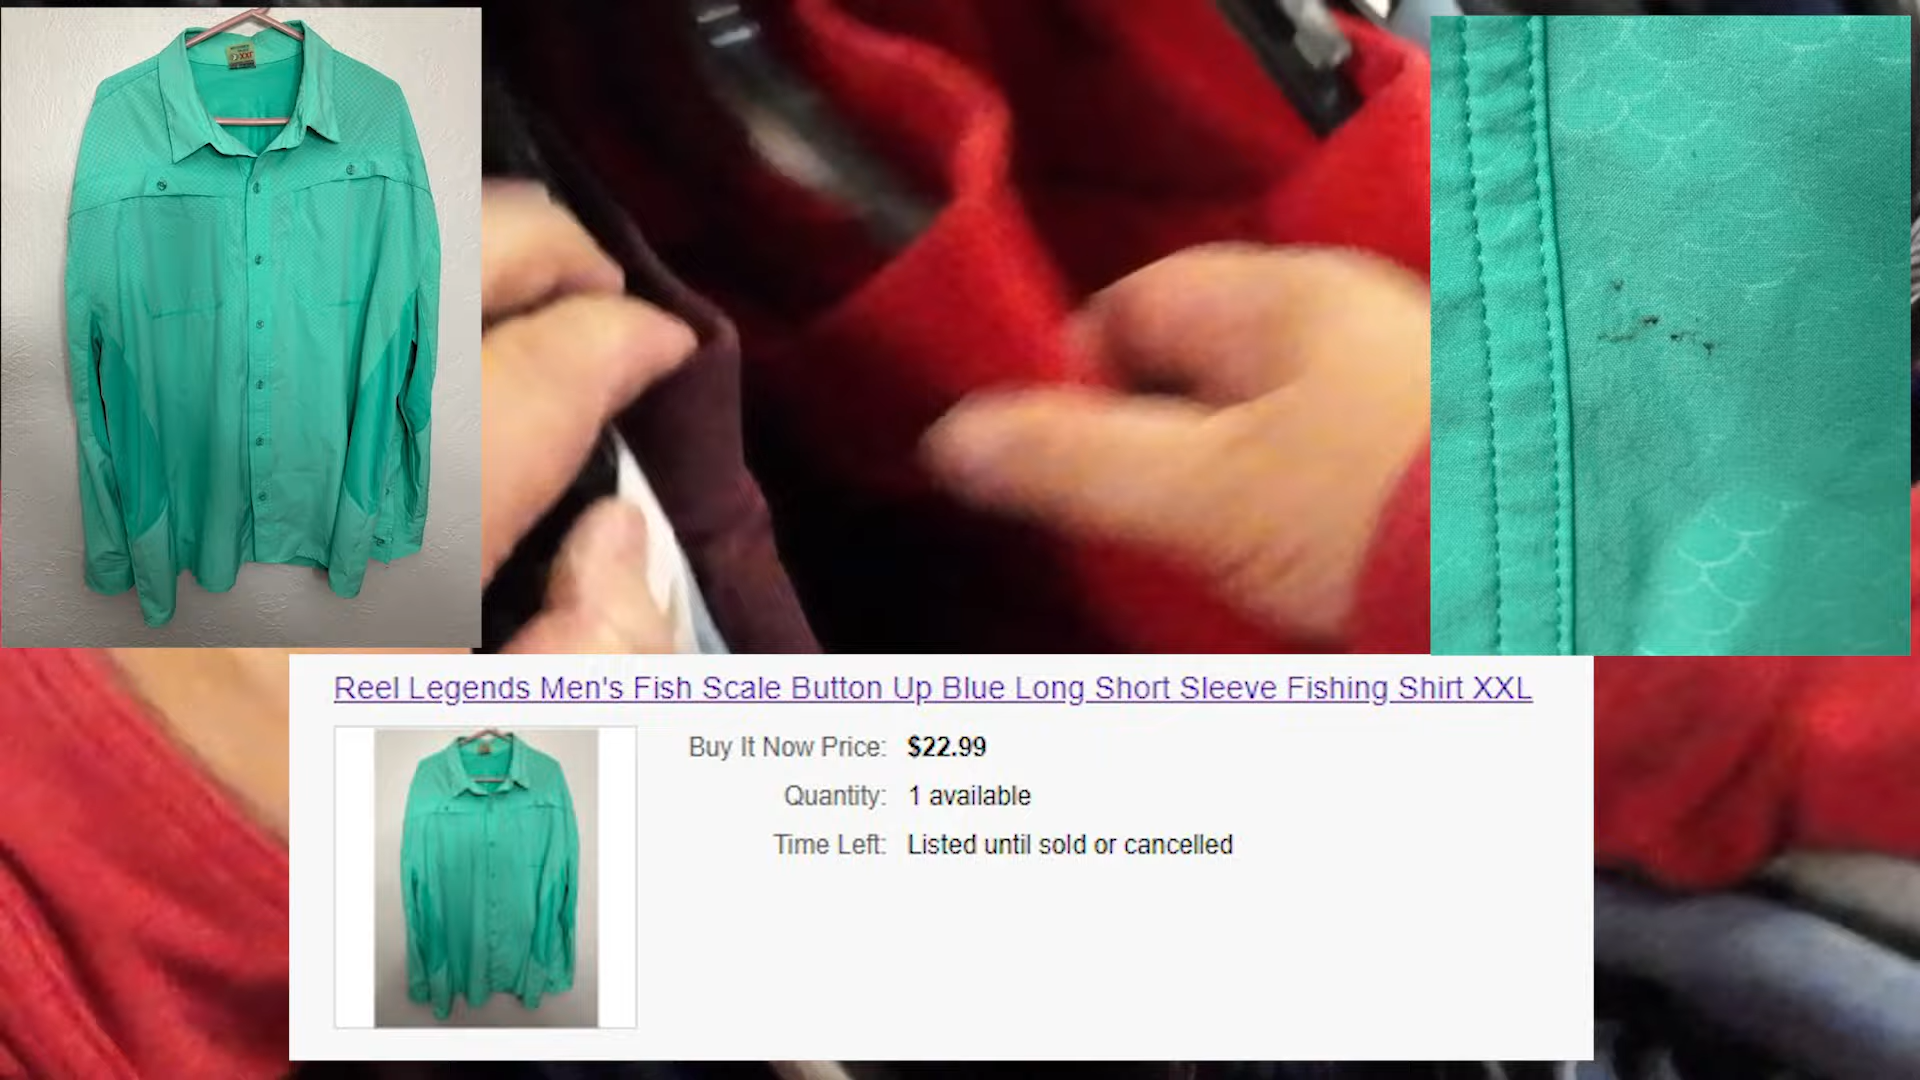 XXL
Reel Legends Men's Fish Scale Button Up Blue Long Short Sleeve Fishing Shirt XXL
Buy It Now Price: $22.99
Quantity: 1 available
Time Left: Listed until sold or cancelled